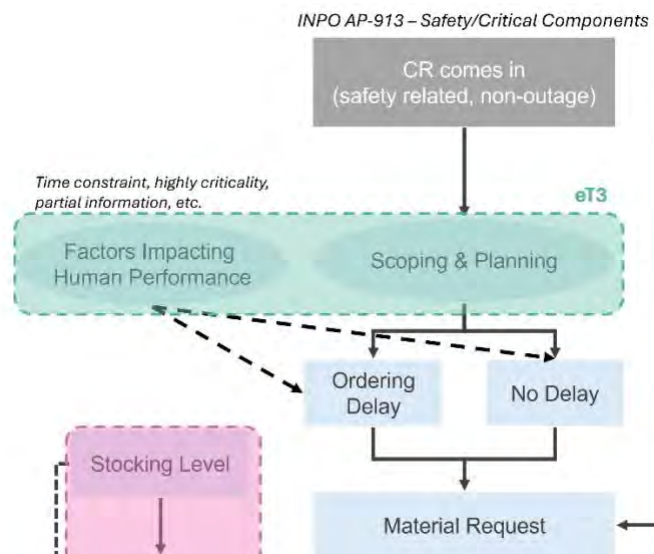 INPO AP-913 – Safety/Critical Components
CR comes in
(safety related, non-outage)
Time constraint, highly criticality,
partial information, etc.
eT3
Factors Impacting
Human Performance
Scoping & Planning
Ordering
Delay
No Delay
Stocking Level
Material Request